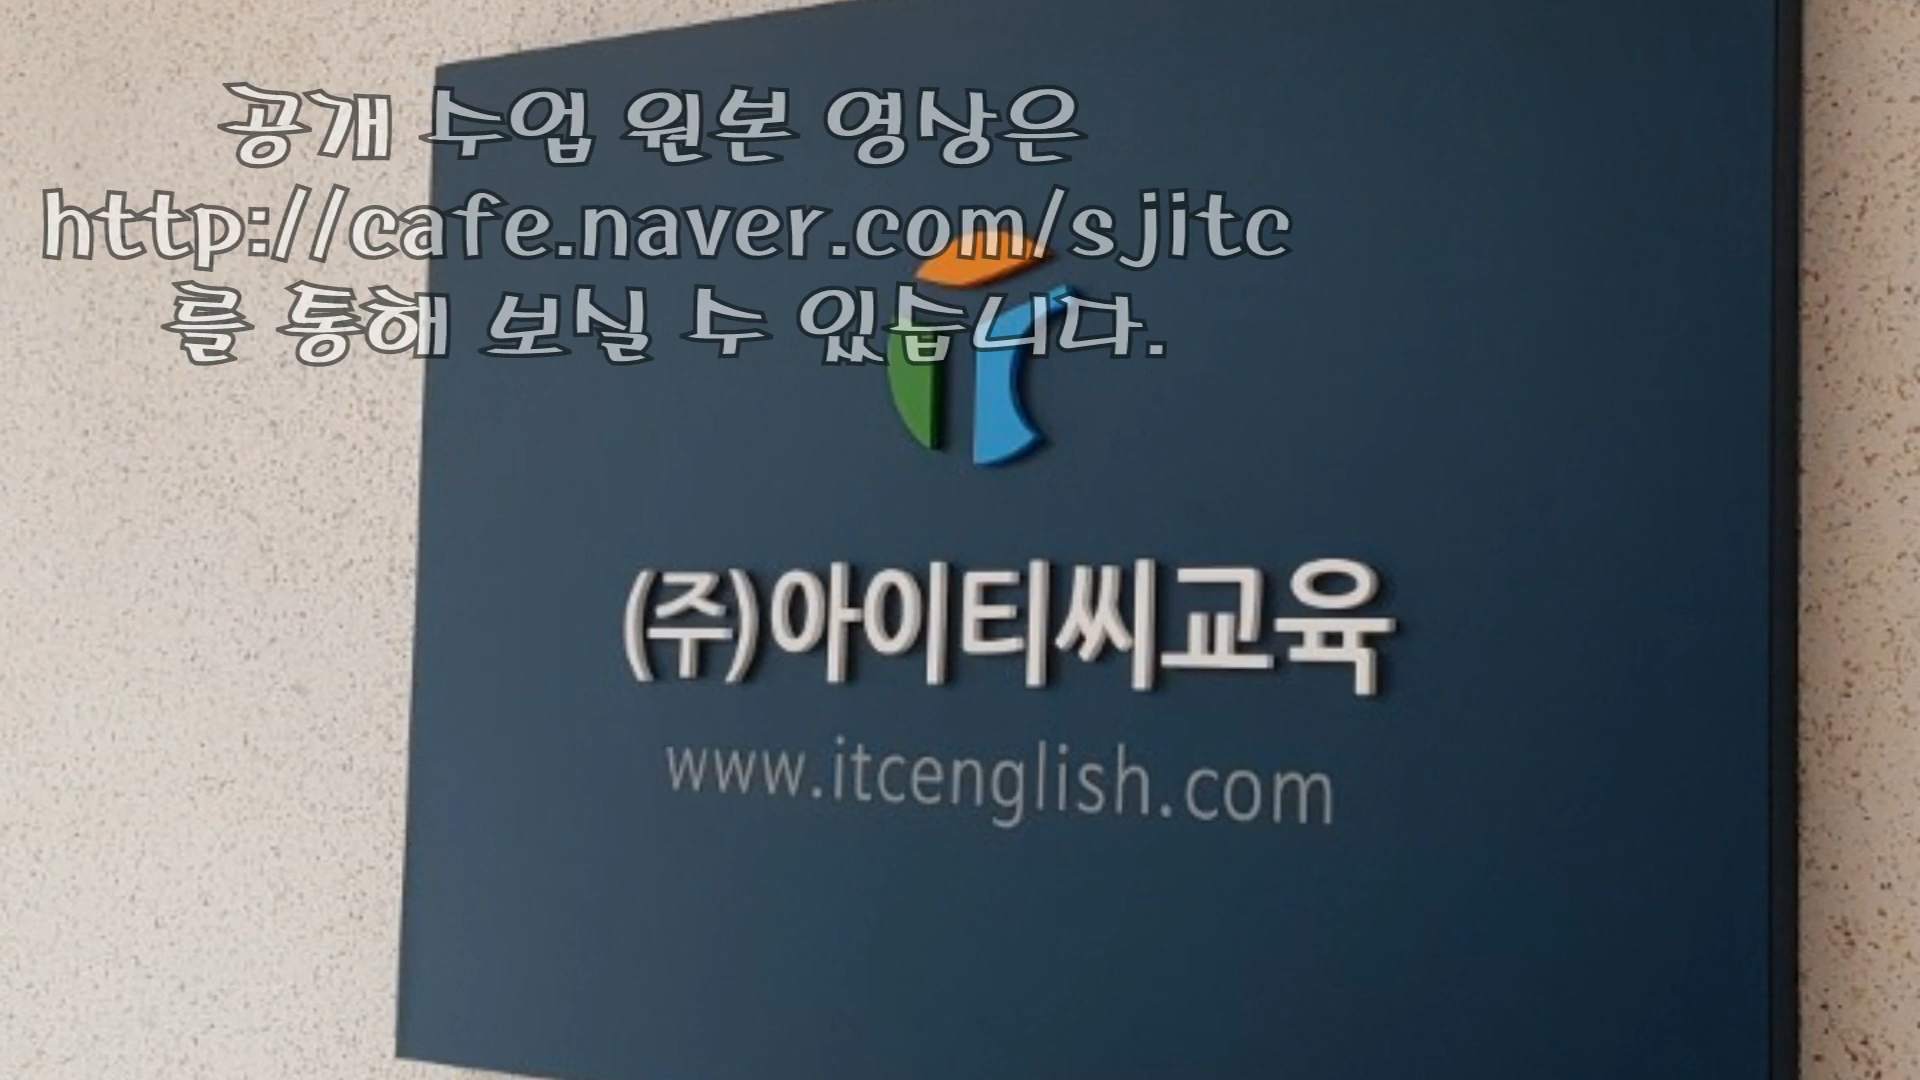 공개 수업 원본 영상은
http://cafe.naver.com/sjitc
를 통해 보실 수 있습니다.
(주)아이티씨교육
www.itcenglish.com